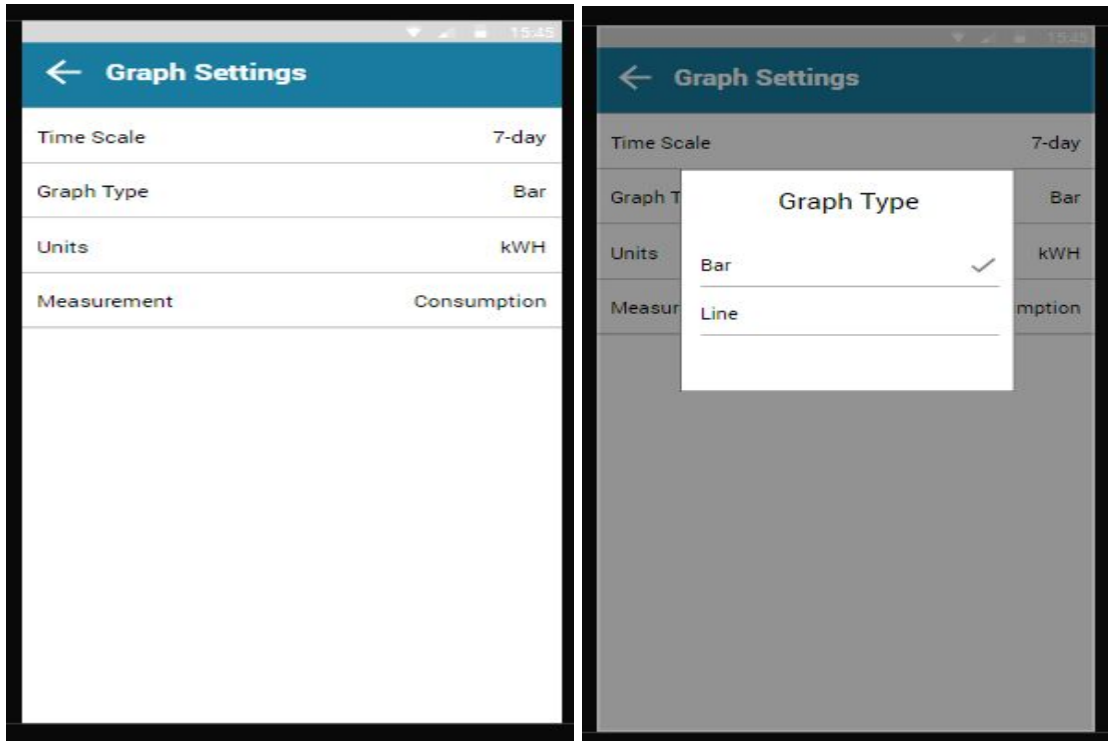 15:45
Graph Settings
Time Scale 7-day
Graph Type Bar
Units kWH
Measurement Consumption
15:45
Graph Settings
Time Scale 7-day
Graph T Bar
Graph Type
Units kWH
Bar
Measur mption
Line